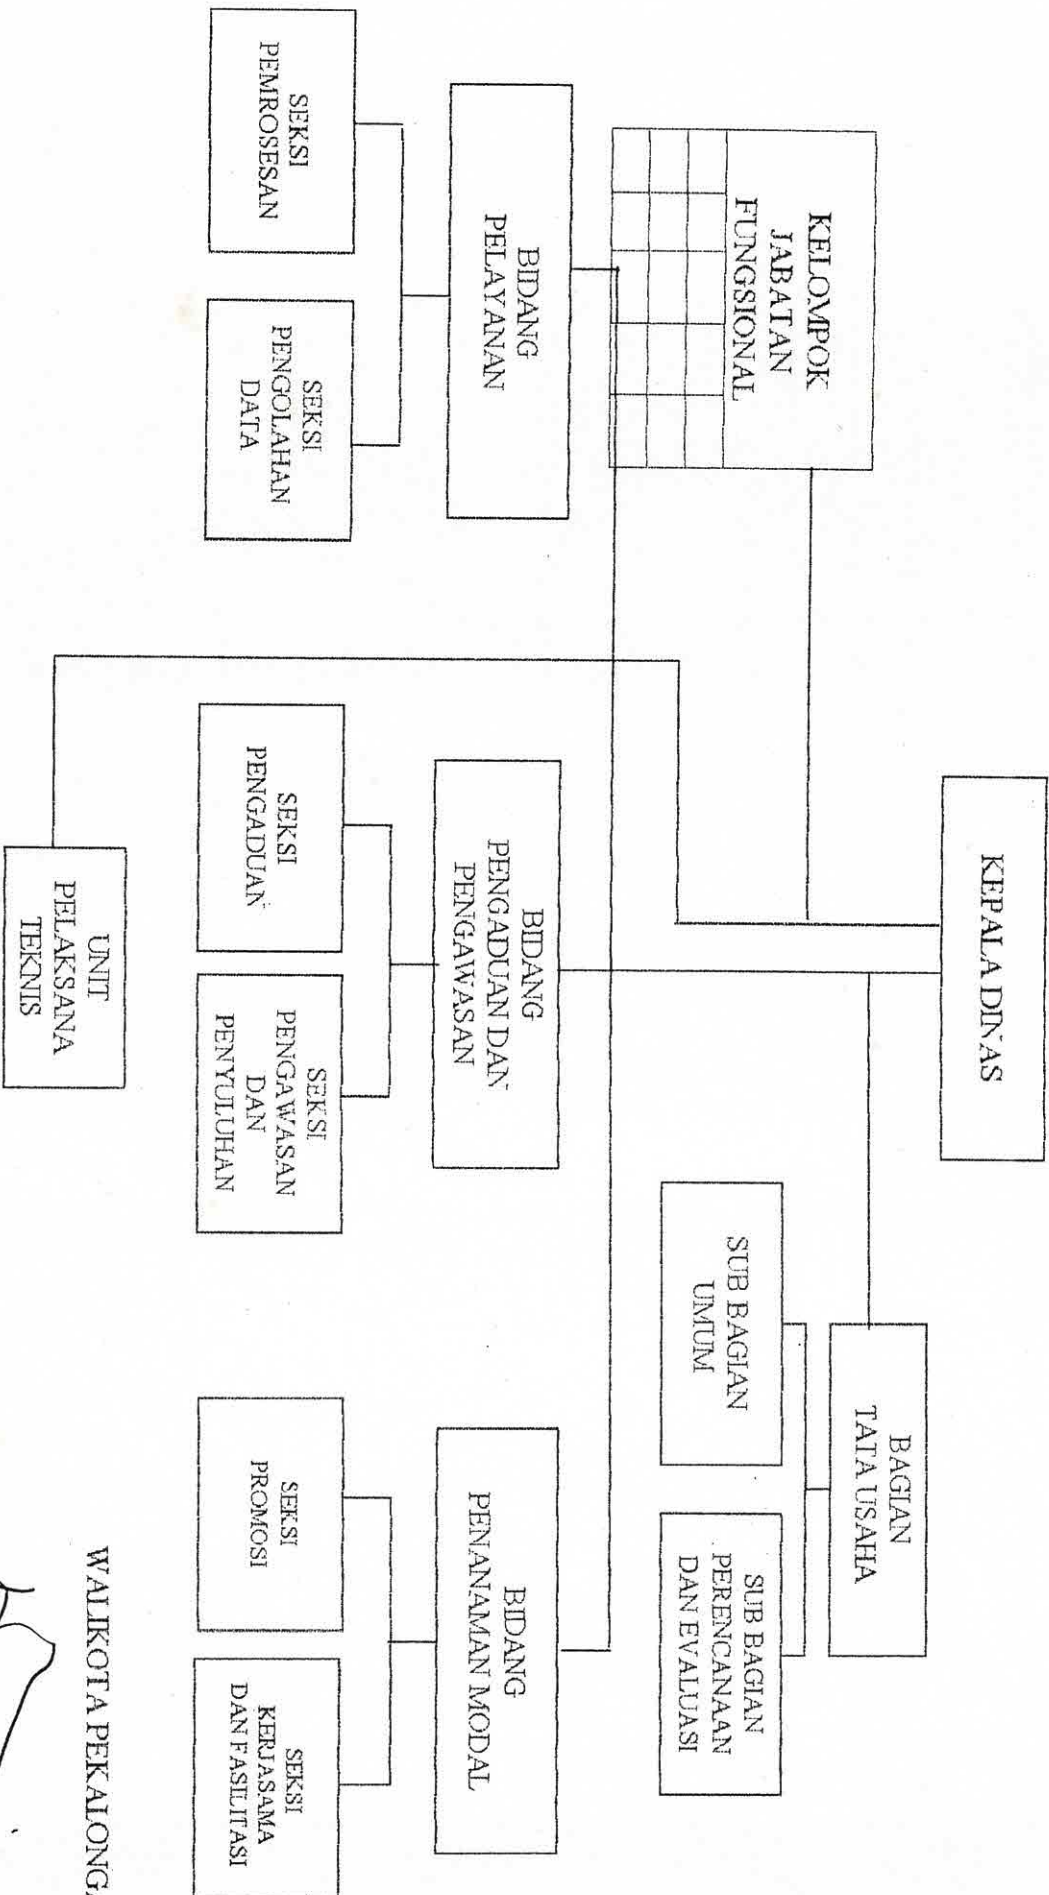 KEPALA DINAS
KELOMPOK
JABATAN
FUNGSIONAL
BAGIAN
TATA USAHA
SUB BAGIAN
UMUM
SUB BAGIAN
PERENCANAAN
DAN EVALUASI
BIDANG
PELAYANAN
BIDANG
PENGADUAN DAN
PENGAWASAN
BIDANG
PENANAMAN MODAL
SEKSI
PEMROSESAN
SEKSI
PENGOLAHAN
DATA
SEKSI
PENGADUAN
SEKSI
PENGAWASAN
DAN
PENYULUHAN
SEKSI
PROMOSI
SEKSI
KERJASAMA
DAN FASILITASI
UNIT
PELAKSANA
TEKNIS
WALIKOTA PEKALONGA